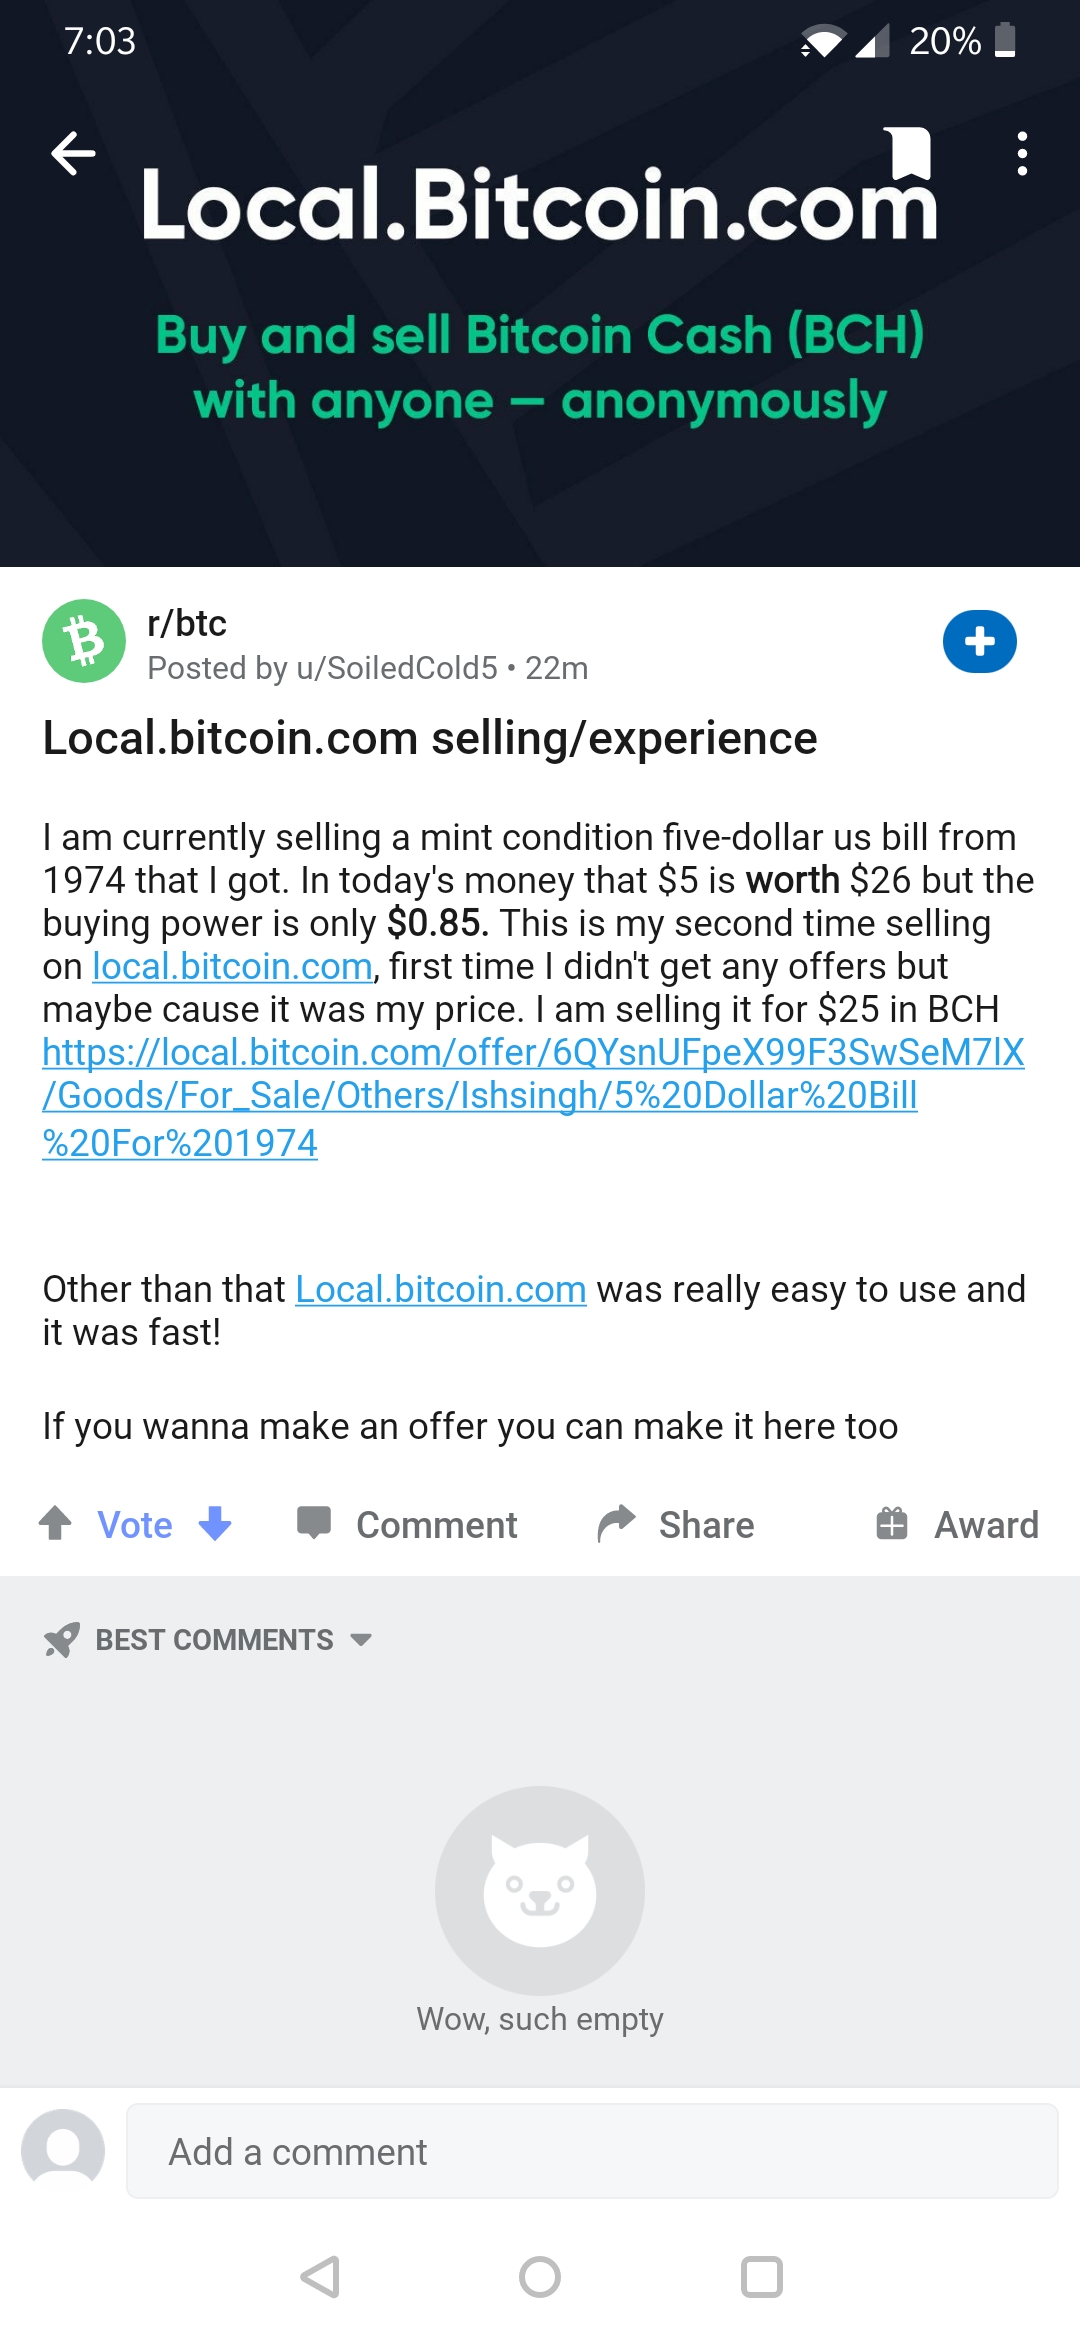 7:03
20%
Local.Bitcoin.com
Buy and sell Bitcoin Cash (BCH)
with anyone — anonymously
r/btc
Posted by u/SoiledCold5 • 22m
Local.bitcoin.com selling/experience
I am currently selling a mint condition five-dollar us bill from
1974 that I got. In today's money that $5 is worth $26 but the
buying power is only $0.85. This is my second time selling
on local.bitcoin.com, first time I didn't get any offers but
maybe cause it was my price. I am selling it for $25 in BCH
https://local.bitcoin.com/offer/6QYsnUFpeX99F3SwSeM7lX
/Goods/For_Sale/Others/Ishsingh/5%20Dollar%20Bill
%20For%201974
Other than that Local.bitcoin.com was really easy to use and
it was fast!
If you wanna make an offer you can make it here too
Vote Comment Share Award
BEST COMMENTS
Wow, such empty
Add a comment